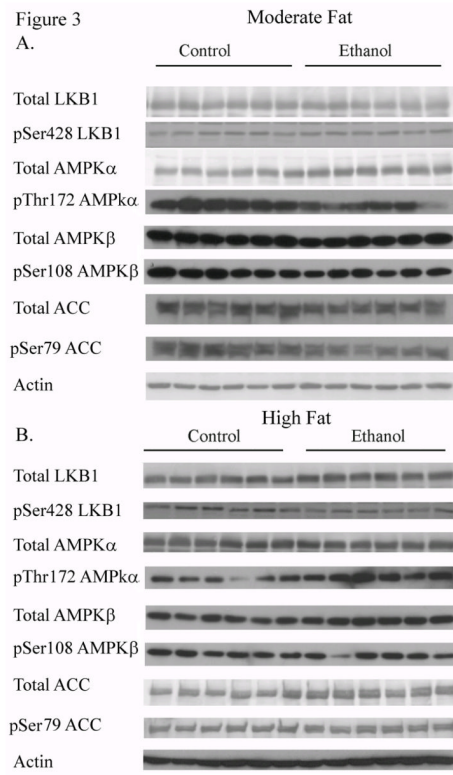 Figure 3
Moderate Fat
A.
Control Ethanol
Total LKB1
pSer428 LKB1
Total AMPKα
pThr172 AMPkα
Total AMPKβ
pSer108 AMPKβ
Total ACC
pSer79 ACC
Actin
High Fat
B.
Control Ethanol
Total LKB1
pSer428 LKB1
Total AMPKα
pThr172 AMPkα
Total AMPKβ
pSer108 AMPKβ
Total ACC
pSer79 ACC
Actin